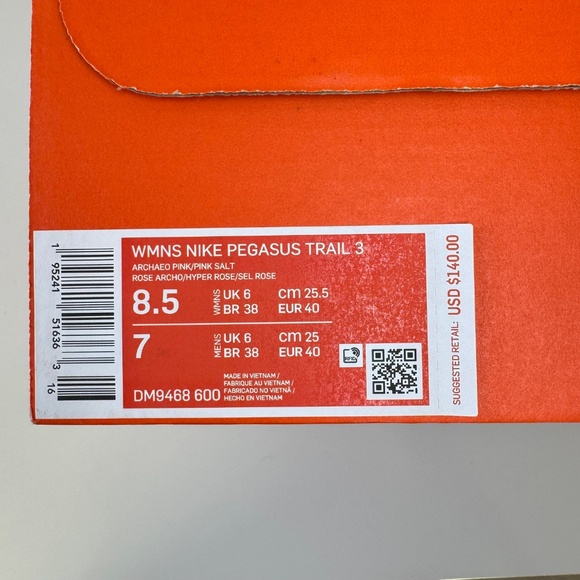 WMNS NIKE PEGASUS TRAIL 3
ARCHAEO PINK/PINK SALT
ROSE ARCHO/HYPER ROSE/SEL ROSE
8.5 WMNS UK 6 cm 25.5
BR 38 EUR 40
7 MENS UK 6 cm 25
BR 38 EUR 40
DM9468 600
MADE IN VIETNAM /
FABRIQUE AU VIETNAM /
FABRICADO NO VIETNÃ /
HECHO EN VIETNAM
RFID
1 95241 51636 3 16
SUGGESTED RETAIL: USD $140.00